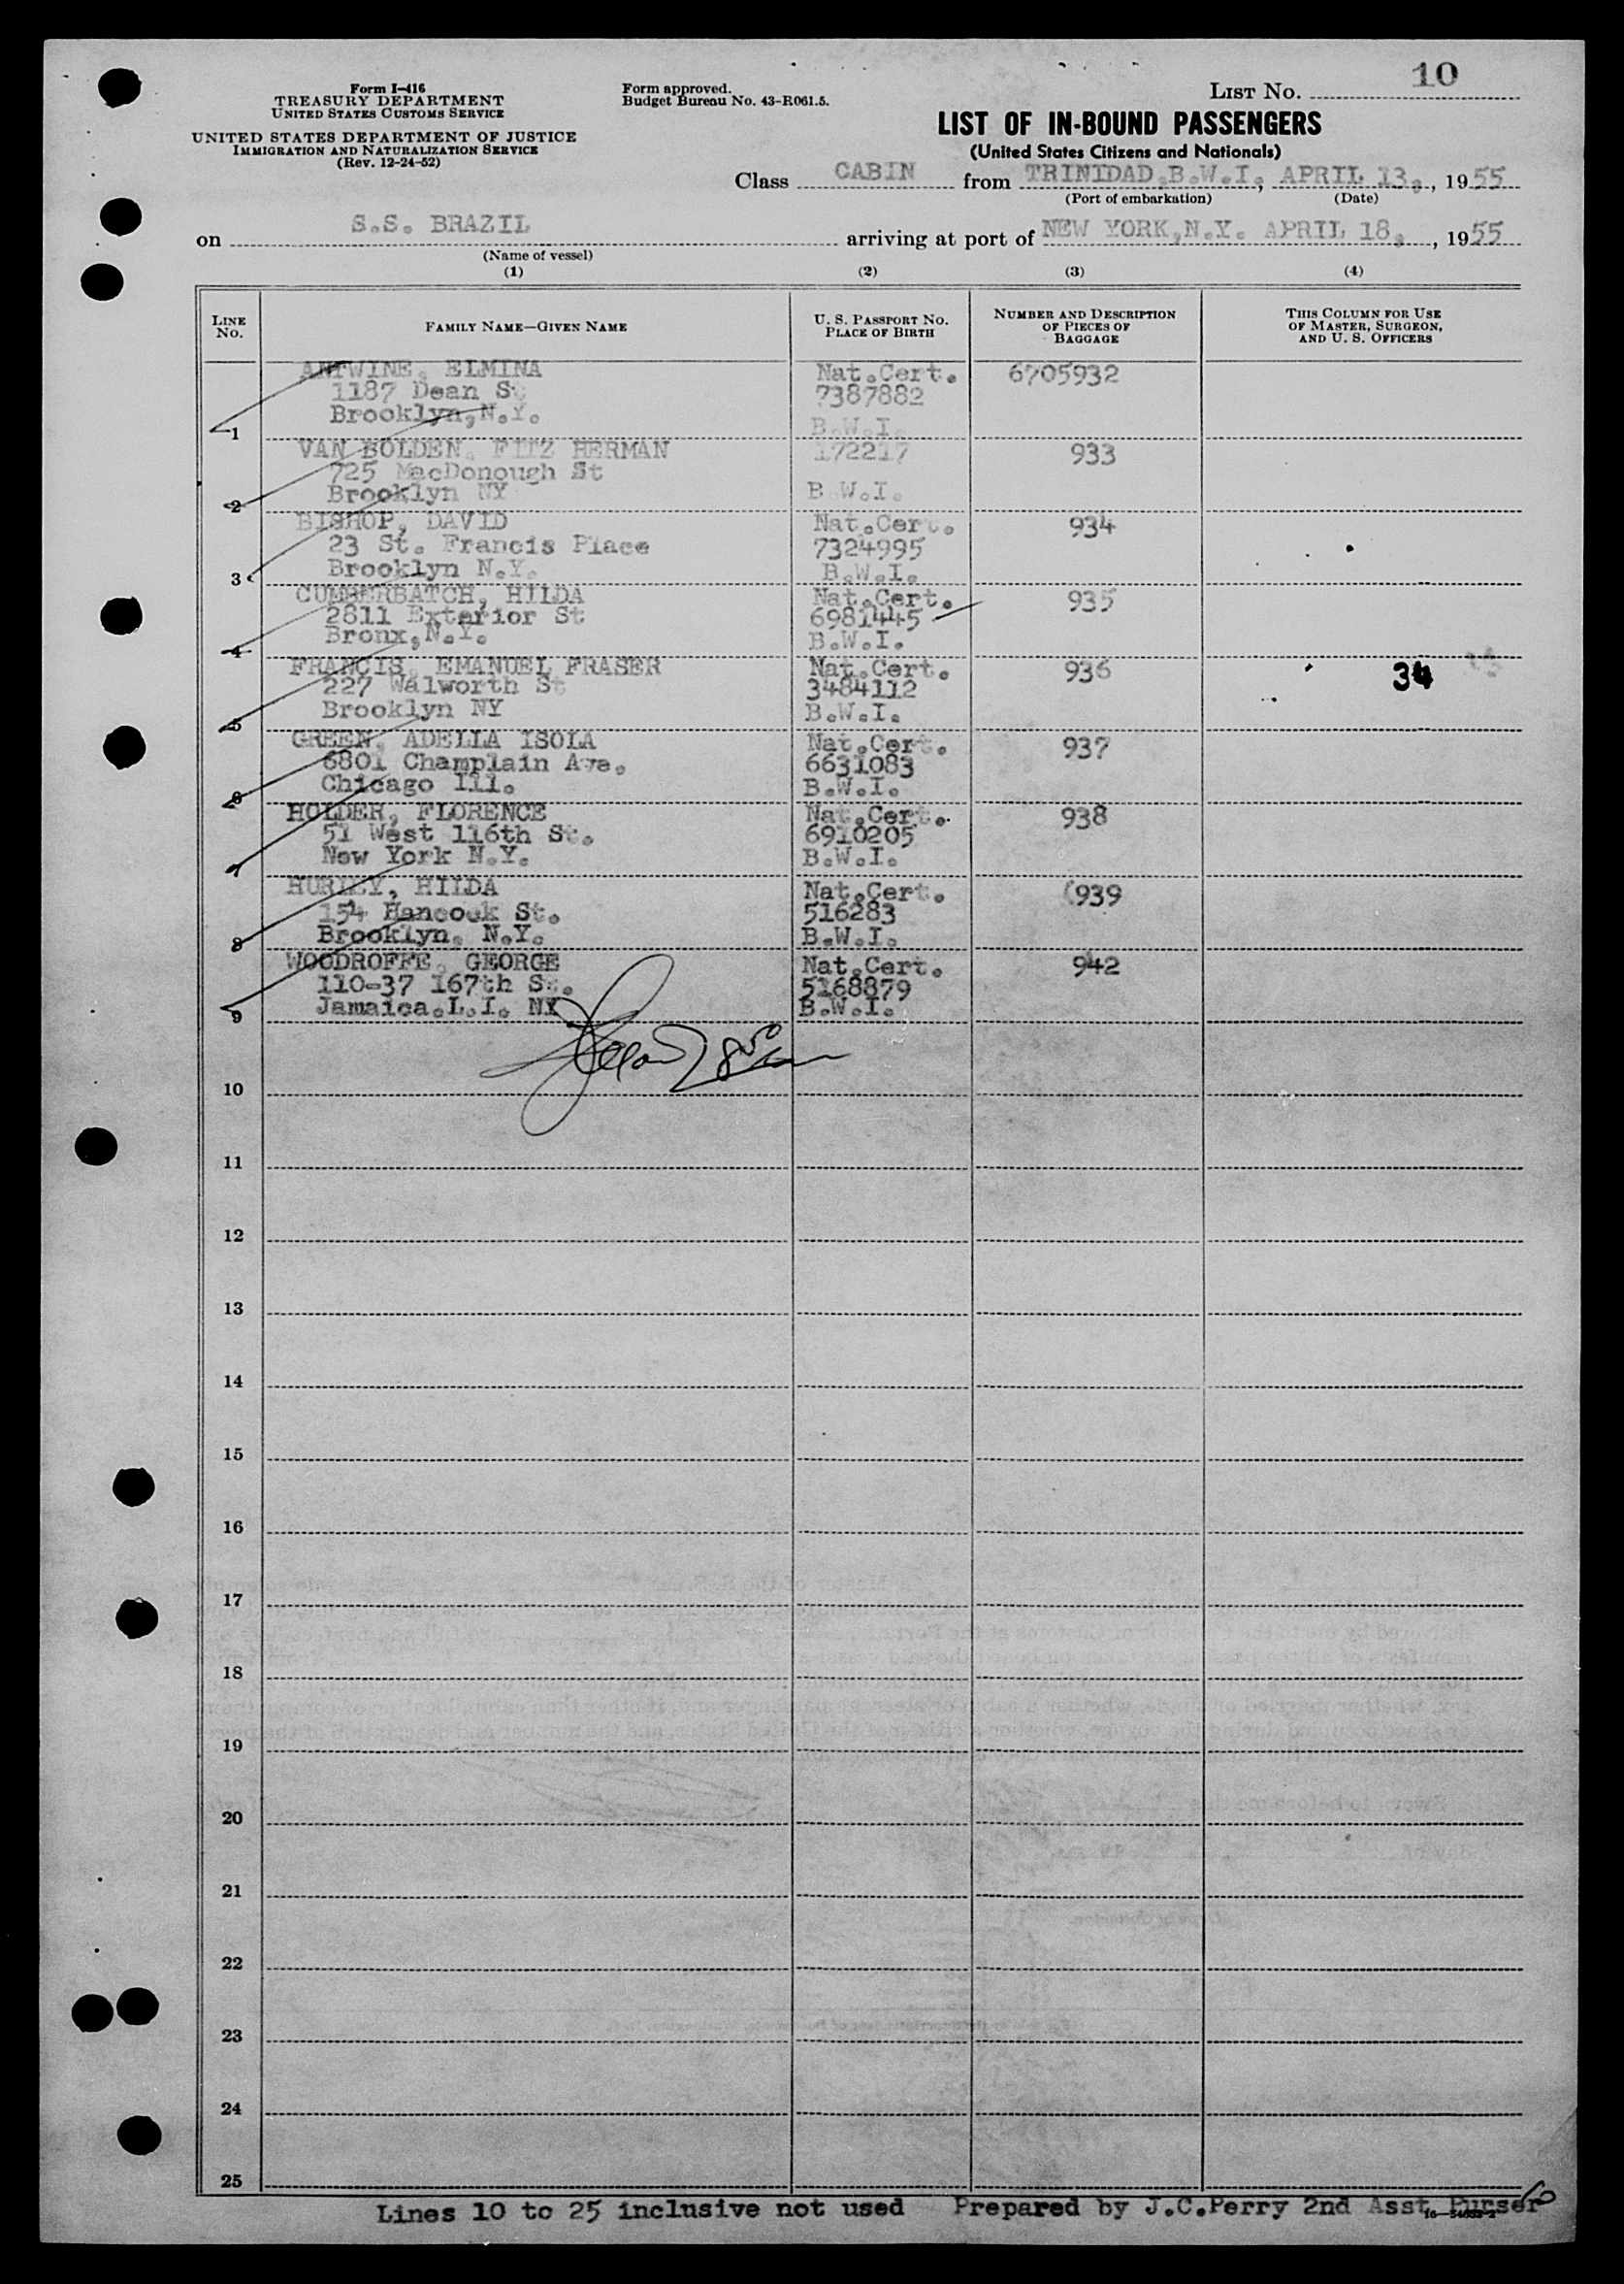 Form I-416
TREASURY DEPARTMENT
UNITED STATES CUSTOMS SERVICE
UNITED STATES DEPARTMENT OF JUSTICE
IMMIGRATION AND NATURALIZATION SERVICE
(Rev. 12-24-52)
Form approved.
Budget Bureau No. 43-R061.5.
LIST NO. 10
LIST OF IN-BOUND PASSENGERS
(United States Citizens and Nationals)
Class CABIN from TRINIDAD,B.W.I., APRIL 13,, 1955
(Port of embarkation) (Date)
on S.S. BRAZIL arriving at port of NEW YORK,N.Y. APRIL 18,, 1955
(Name of vessel)
(1) (2) (3) (4)
LINE NO. FAMILY NAME—GIVEN NAME U. S. PASSPORT NO. PLACE OF BIRTH NUMBER AND DESCRIPTION OF PIECES OF BAGGAGE THIS COLUMN FOR USE OF MASTER, SURGEON, AND U. S. OFFICERS
ANTWINE, ELMINA Nat.Cert. 6705932
1187 Dean St 7387882
1 Brooklyn,N.Y. B.W.I.
VAN BOLDEN, FITZ HERMAN 172217 933
725 MacDonough St
2 Brooklyn NY B.W.I.
BISHOP, DAVID Nat.Cert. 934
23 St. Francis Place 7324995
3 Brooklyn N.Y. B.W.I.
CUMBERBATCH, HILDA Nat.Cert. 935
2811 Exterior St 6981445
4 Bronx,N.Y. B.W.I.
FRANCIS, EMANUEL FRASER Nat.Cert. 936 34
227 Walworth St 3484112
5 Brooklyn NY B.W.I.
GREEN, ADELLA ISOLA Nat.Cert. 937
6801 Champlain Ave. 6631083
6 Chicago Ill. B.W.I.
HOLDER, FLORENCE Nat.Cert. 938
51 West 116th St. 6910205
7 New York N.Y. B.W.I.
HURLEY, HILDA Nat.Cert. 939
154 Hancock St. 516283
8 Brooklyn, N.Y. B.W.I.
WOODROFFE, GEORGE Nat.Cert. 942
110-37 167th St. 5168879
9 Jamaica.L.I. NY B.W.I.
10
11
12
13
14
15
16
17
18
19
20
21
22
23
24
25
Lines 10 to 25 inclusive not used Prepared by J.C.Perry 2nd Asst. Purser